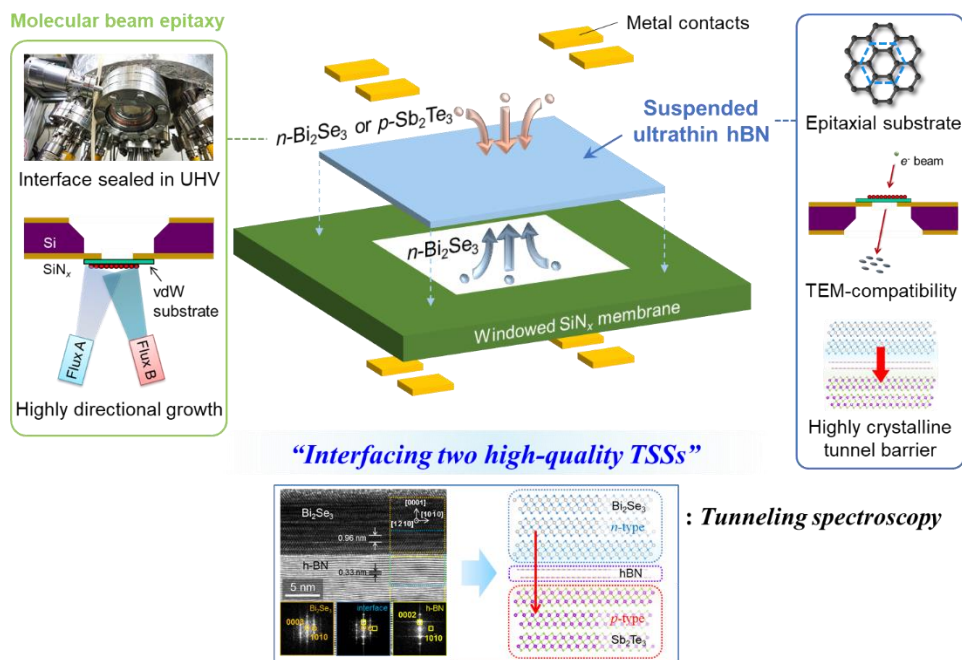 Molecular beam epitaxy
Interface sealed in UHV
Si
SiNx
vdW
substrate
Flux A
Flux B
Highly directional growth
Metal contacts
n-Bi2Se3 or p-Sb2Te3
Suspended
ultrathin hBN
n-Bi2Se3
Windowed SiNx membrane
Epitaxial substrate
e- beam
TEM-compatibility
Highly crystalline
tunnel barrier
“Interfacing two high-quality TSSs”
: Tunneling spectroscopy
Bi2Se3
[0001]
[1010]
[1210]
0.96 nm
h-BN
0.33 nm
5 nm
Bi2Se3
0003
1010
interface
h-BN
0002
1010
Bi2Se3
n-type
hBN
p-type
Sb2Te3